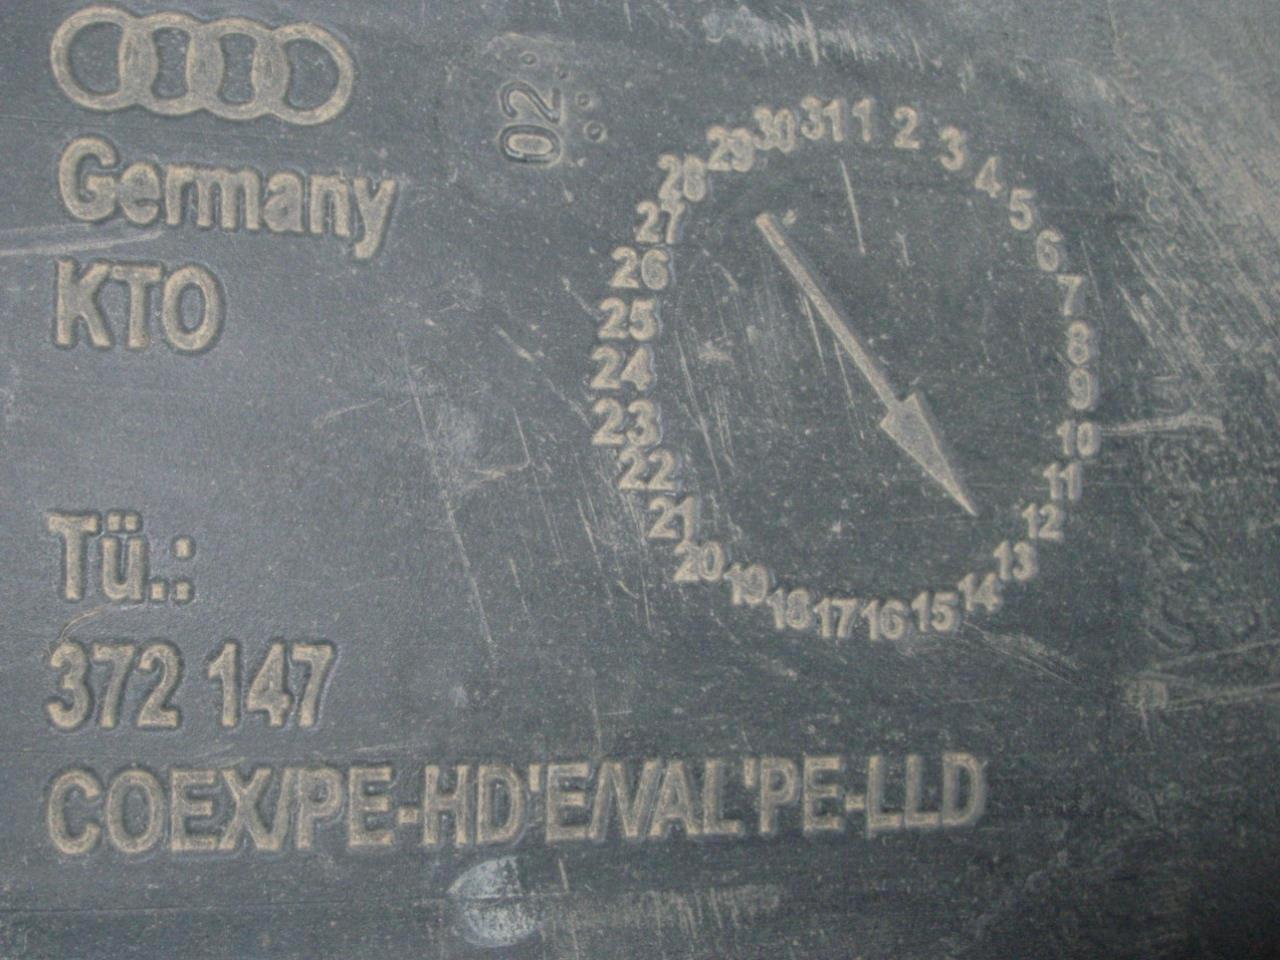 Germany
KTO
Tü.:
372 147
COEX/PE-HD'E/VAL'PE-LLD
02
1 2 3 4 5 6 7 8 9 10 11 12 13 14 15 16 17 18 19 20 21 22 23 24 25 26 27 28 29 30 31